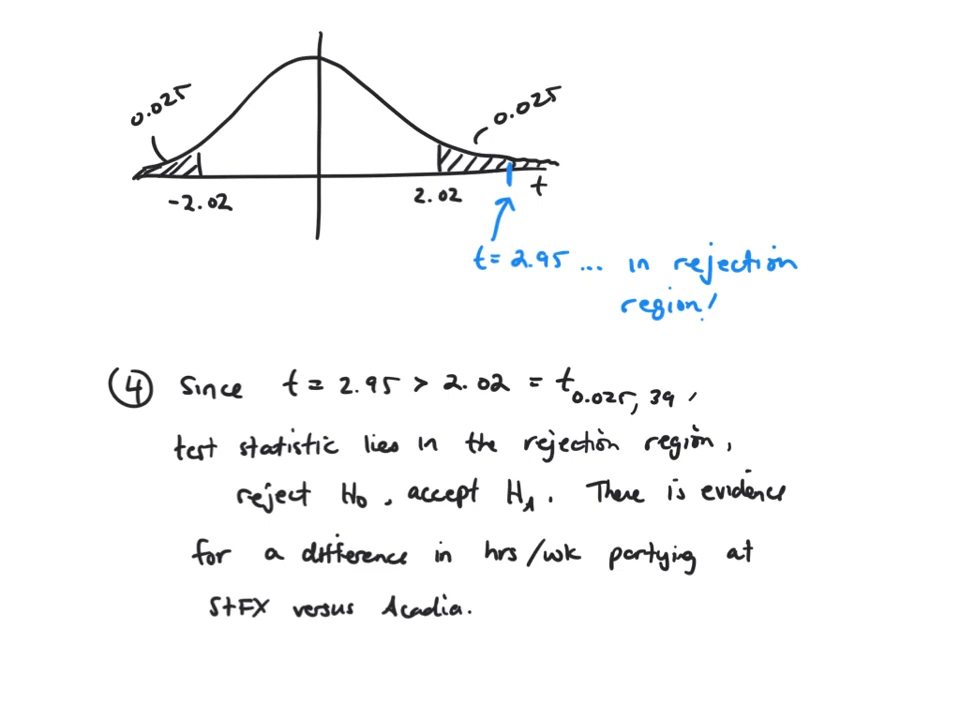 0.025
0.025
-2.02
2.02
t
t = 2.95 ... in rejection
region!
④ Since t = 2.95 > 2.02 = t0.025, 39,
test statistic lies in the rejection region,
reject H0, accept HA. There is evidence
for a difference in hrs/wk partying at
StFX versus Acadia.